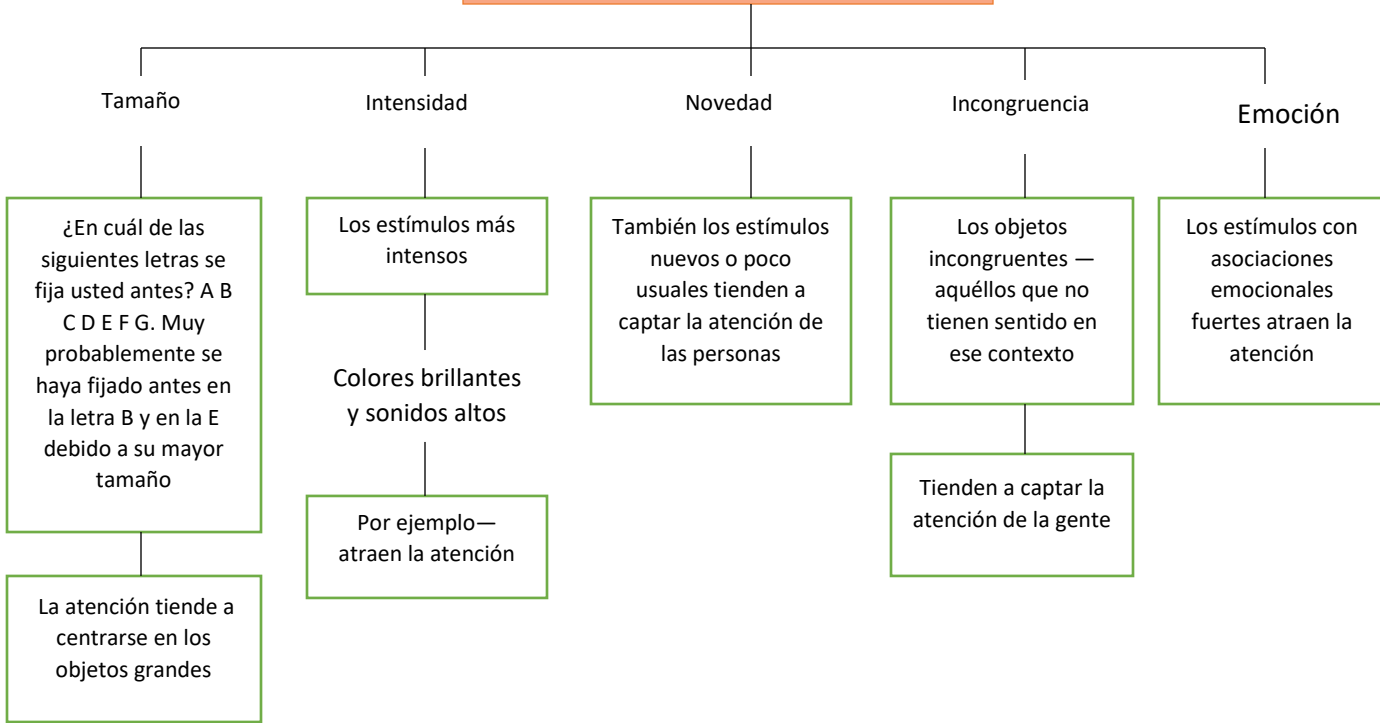 Tamaño
Intensidad
Novedad
Incongruencia
Emoción
¿En cuál de las
siguientes letras se
fija usted antes? A B
C D E F G. Muy
probablemente se
haya fijado antes en
la letra B y en la E
debido a su mayor
tamaño
La atención tiende a
centrarse en los
objetos grandes
Los estímulos más
intensos
Colores brillantes
y sonidos altos
Por ejemplo—
atraen la atención
También los estímulos
nuevos o poco
usuales tienden a
captar la atención de
las personas
Los objetos
incongruentes —
aquéllos que no
tienen sentido en
ese contexto
Tienden a captar la
atención de la gente
Los estímulos con
asociaciones
emocionales
fuertes atraen la
atención